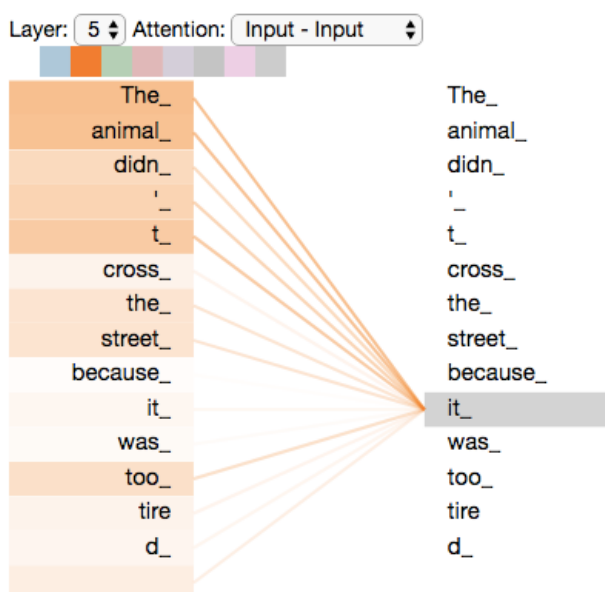 Layer: 5 Attention: Input - Input
The_ The_
animal_ animal_
didn_ didn_
'_ '_
t_ t_
cross_ cross_
the_ the_
street_ street_
because_ because_
it_ it_
was_ was_
too_ too_
tire tire
d_ d_